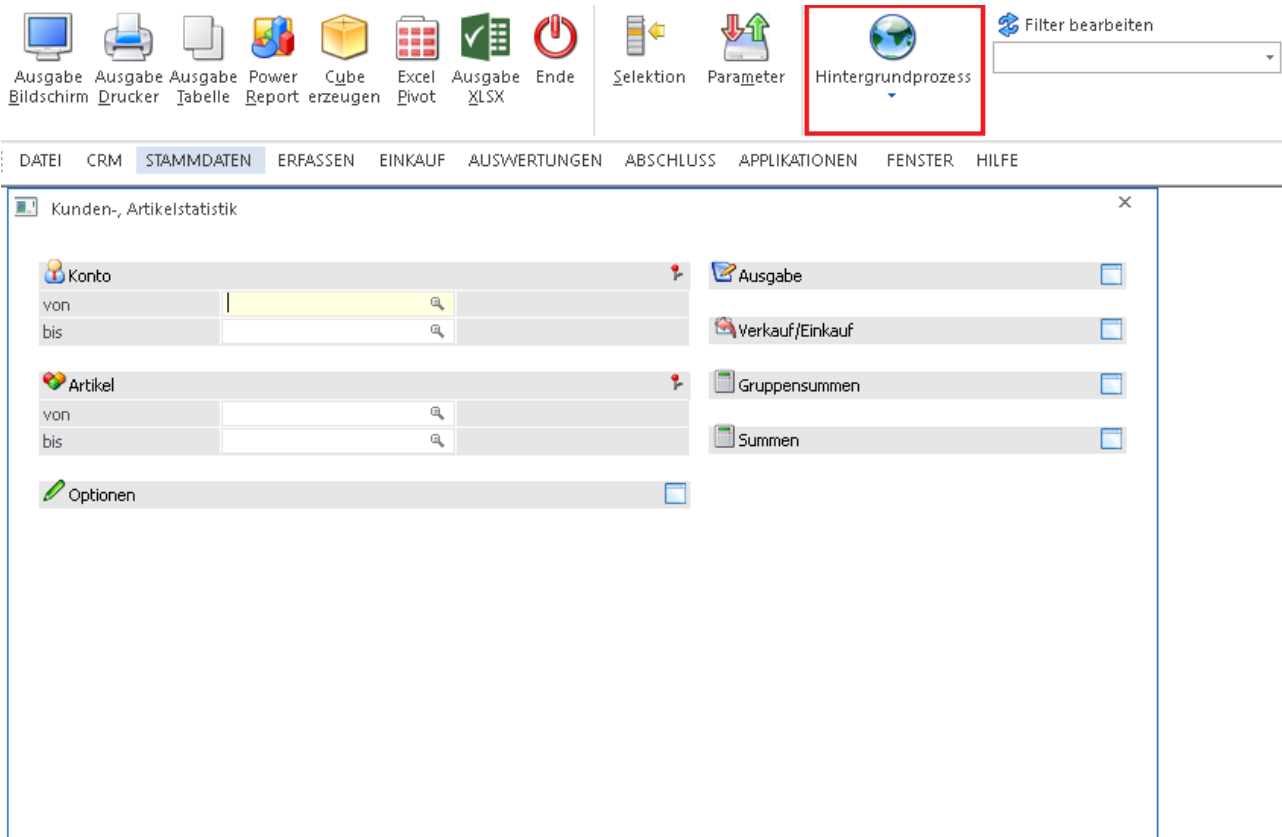 Ausgabe Bildschirm
Ausgabe Drucker
Ausgabe Tabelle
Power Report
Cube erzeugen
Excel Pivot
Ausgabe XLSX
Ende
Selektion
Parameter
Hintergrundprozess
Filter bearbeiten
DATEI CRM STAMMDATEN ERFASSEN EINKAUF AUSWERTUNGEN ABSCHLUSS APPLIKATIONEN FENSTER HILFE
Kunden-, Artikelstatistik
Konto
von
bis
Artikel
von
bis
Optionen
Ausgabe
Verkauf/Einkauf
Gruppensummen
Summen